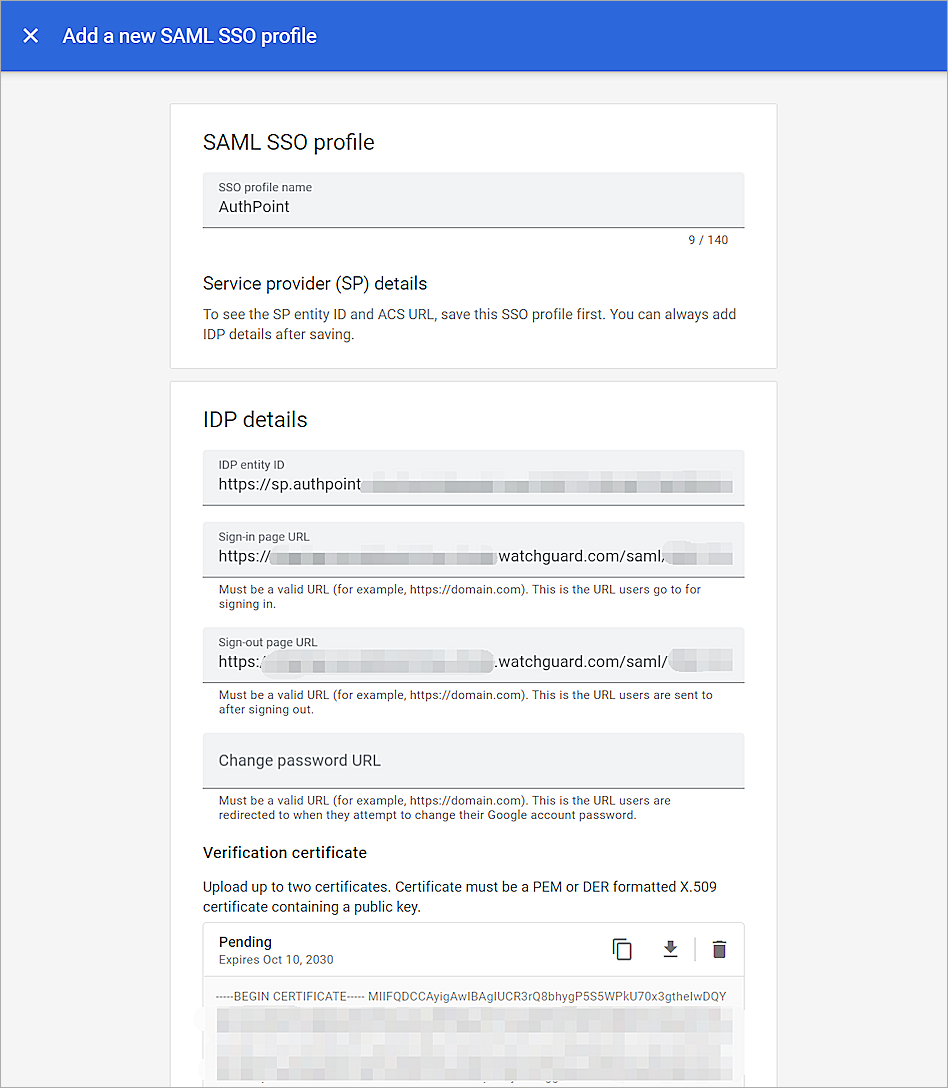 Add a new SAML SSO profile
SAML SSO profile
SSO profile name
AuthPoint
9 / 140
Service provider (SP) details
To see the SP entity ID and ACS URL, save this SSO profile first. You can always add
IDP details after saving.
IDP details
IDP entity ID
https://sp.authpoint
Sign-in page URL
https:// .watchguard.com/saml/
Must be a valid URL (for example, https://domain.com). This is the URL users go to for
signing in.
Sign-out page URL
https:/ .watchguard.com/saml/
Must be a valid URL (for example, https://domain.com). This is the URL users are sent to
after signing out.
Change password URL
Must be a valid URL (for example, https://domain.com). This is the URL users are
redirected to when they attempt to change their Google account password.
Verification certificate
Upload up to two certificates. Certificate must be a PEM or DER formatted X.509
certificate containing a public key.
Pending
Expires Oct 10, 2030
-----BEGIN CERTIFICATE----- MIIFQDCCAyigAwIBAgIUCR3rQ8bhygP5S5WPkU70x3gtheIwDQY